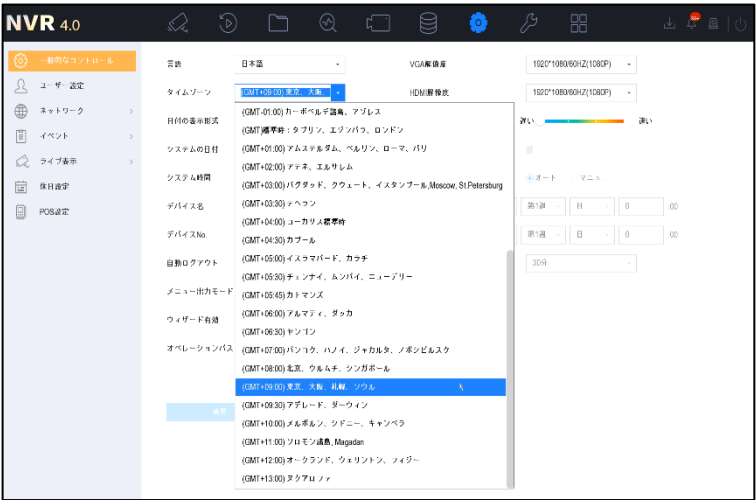 NVR 4.0
一般的なコントロール
ユーザー設定
ネットワーク
イベント
ライブ表示
休日設定
POS設定
言語 日本語 VGA解像度 1920*1080/60HZ(1080P)
タイムゾーン (GMT+09:00)東京、大阪、 HDMI解像度 1920*1080/60HZ(1080P)
日付の表示形式 遅い 速い
システムの日付
システム時間 オート マニュ
デバイス名 第1週 日 0 :00
デバイスNo. 第1週 日 0 :00
自動ログアウト 30分
メニュー出力モード
ウィザード有効
オペレーションパス
(GMT-01:00)カーボベルデ諸島、アゾレス
(GMT)標準時：ダブリン、エジンバラ、ロンドン
(GMT+01:00)アムステルダム、ベルリン、ローマ、パリ
(GMT+02:00)アテネ、エルサレム
(GMT+03:00)バグダッド、クウェート、イスタンブール,Moscow, St.Petersburg
(GMT+03:30)テヘラン
(GMT+04:00)コーカサス標準時
(GMT+04:30)カブール
(GMT+05:00)イスラマバード、カラチ
(GMT+05:30)チェンナイ、ムンバイ、ニューデリー
(GMT+05:45)カトマンズ
(GMT+06:00)アルマティ、ダッカ
(GMT+06:30)ヤンゴン
(GMT+07:00)バンコク、ハノイ、ジャカルタ、ノボシビルスク
(GMT+08:00)北京、ウルムチ、シンガポール
(GMT+09:00)東京、大阪、札幌、ソウル
(GMT+09:30)アデレード、ダーウィン
(GMT+10:00)メルボルン、シドニー、キャンベラ
(GMT+11:00)ソロモン諸島, Magadan
(GMT+12:00)オークランド、ウェリントン、フィジー
(GMT+13:00)ヌクアロファ